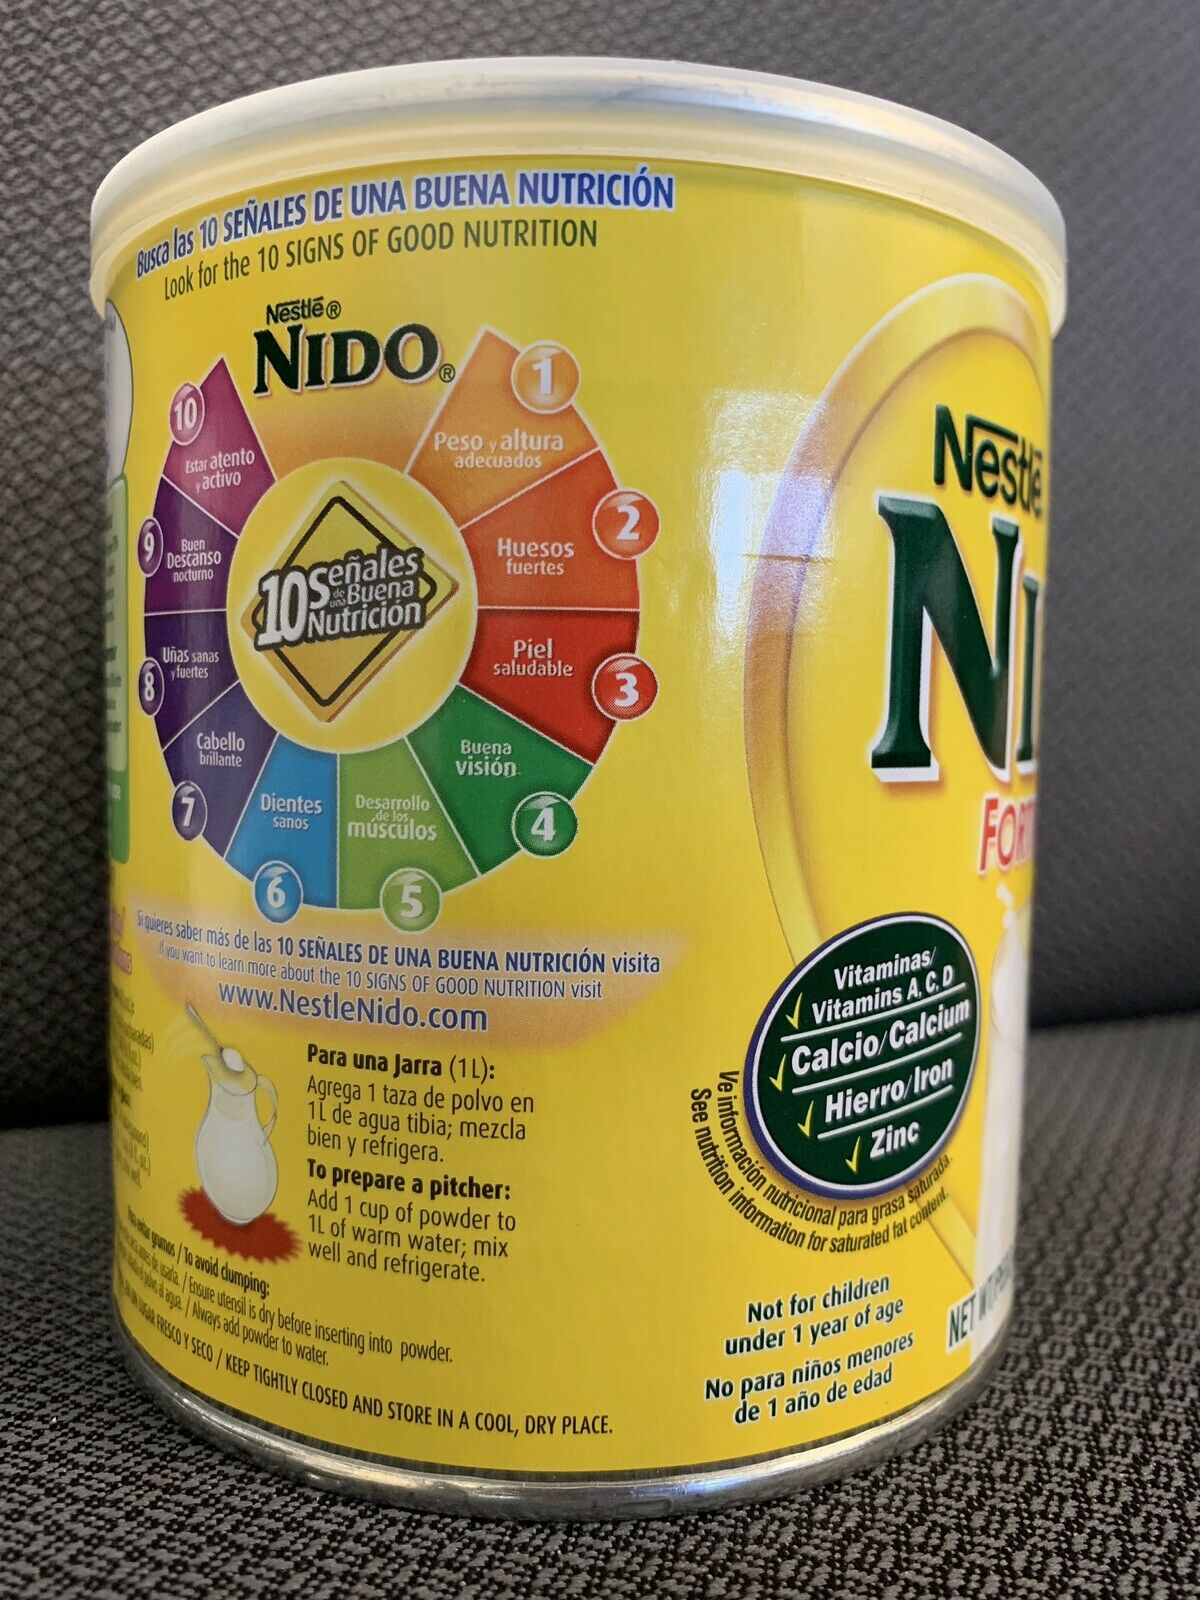 Busca las 10 SEÑALES DE UNA BUENA NUTRICIÓN
Look for the 10 SIGNS OF GOOD NUTRITION
Nestlé®
NIDO®
1
Peso y altura
adecuados
2
Huesos
fuertes
3
Piel
saludable
4
Buena
visión
5
Desarrollo
de los
músculos
6
Dientes
sanos
7
Cabello
brillante
8
Uñas sanas
y fuertes
9
Buen
Descanso
nocturno
10
Estar atento
y activo
10 Señales
de una Buena
Nutrición
Si quieres saber más de las 10 SEÑALES DE UNA BUENA NUTRICIÓN visita
If you want to learn more about the 10 SIGNS OF GOOD NUTRITION visit
www.NestleNido.com
Para una Jarra (1L):
Agrega 1 taza de polvo en
1L de agua tibia; mezcla
bien y refrigera.
To prepare a pitcher:
Add 1 cup of powder to
1L of warm water; mix
well and refrigerate.
Para evitar grumos / To avoid clumping:
antes de usarla. / Ensure utensil is dry before inserting into powder.
al agua. / Always add powder to water.
FRESCO Y SECO / KEEP TIGHTLY CLOSED AND STORE IN A COOL, DRY PLACE.
Nestlé
NI
FOR
Vitaminas/
Vitamins A, C, D
Calcio/Calcium
Hierro/Iron
Zinc
Ve información nutricional para grasa saturada.
See nutrition information for saturated fat content.
Not for children
under 1 year of age
No para niños menores
de 1 año de edad
NET